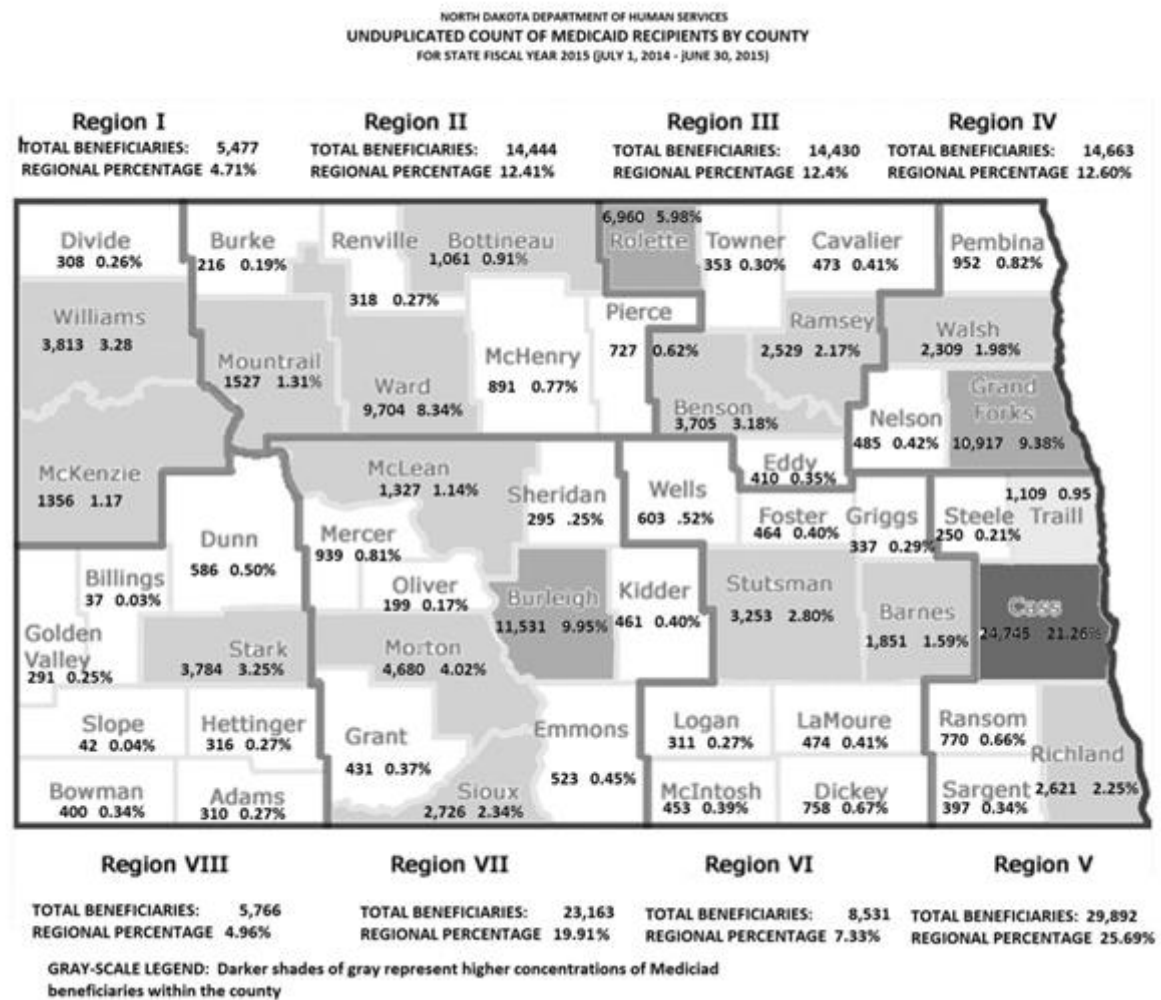 NORTH DAKOTA DEPARTMENT OF HUMAN SERVICES
UNDUPLICATED COUNT OF MEDICAID RECIPIENTS BY COUNTY
FOR STATE FISCAL YEAR 2015 (jULY 1, 2014 - jUNE 30, 2015)
Region I
TOTAL BENEFICIARIES: 5,477
REGIONAL PERCENTAGE 4.71%
Region II
TOTAL BENEFICIARIES: 14,444
REGIONAL PERCENTAGE 12.41%
Region III
TOTAL BENEFICIARIES: 14,430
REGIONAL PERCENTAGE 12.4%
Region IV
TOTAL BENEFICIARIES: 14,663
REGIONAL PERCENTAGE 12.60%
Divide
308 0.26%
Burke
216 0.19%
Renville
318 0.27%
Bottineau
1,061 0.91%
6,960 5.98%
Rolette
Towner
353 0.30%
Cavalier
473 0.41%
Pembina
952 0.82%
Williams
3,813 3.28
Mountrail
1527 1.31%
Ward
9,704 8.34%
McHenry
891 0.77%
Pierce
727 0.62%
Ramsey
2,529 2.17%
Walsh
2,309 1.98%
Benson
3,705 3.18%
Nelson
485 0.42%
Grand
Forks
10,917 9.38%
McKenzie
1356 1.17
McLean
1,327 1.14%
Sheridan
295 .25%
Wells
603 .52%
Eddy
410 0.35%
Foster
464 0.40%
Griggs
337 0.29%
Steele
250 0.21%
1,109 0.95
Traill
Dunn
586 0.50%
Mercer
939 0.81%
Oliver
199 0.17%
Burleigh
11,531 9.95%
Kidder
461 0.40%
Stutsman
3,253 2.80%
Barnes
1,851 1.59%
Cass
24,745 21.26%
Billings
37 0.03%
Golden
Valley
291 0.25%
Stark
3,784 3.25%
Morton
4,680 4.02%
Slope
42 0.04%
Hettinger
316 0.27%
Grant
431 0.37%
Emmons
523 0.45%
Logan
311 0.27%
LaMoure
474 0.41%
Ransom
770 0.66%
Richland
2,621 2.25%
Bowman
400 0.34%
Adams
310 0.27%
Sioux
2,726 2.34%
McIntosh
453 0.39%
Dickey
758 0.67%
Sargent
397 0.34%
Region VIII
TOTAL BENEFICIARIES: 5,766
REGIONAL PERCENTAGE 4.96%
Region VII
TOTAL BENEFICIARIES: 23,163
REGIONAL PERCENTAGE 19.91%
Region VI
TOTAL BENEFICIARIES: 8,531
REGIONAL PERCENTAGE 7.33%
Region V
TOTAL BENEFICIARIES: 29,892
REGIONAL PERCENTAGE 25.69%
GRAY-SCALE LEGEND: Darker shades of gray represent higher concentrations of Mediciad
beneficiaries within the county